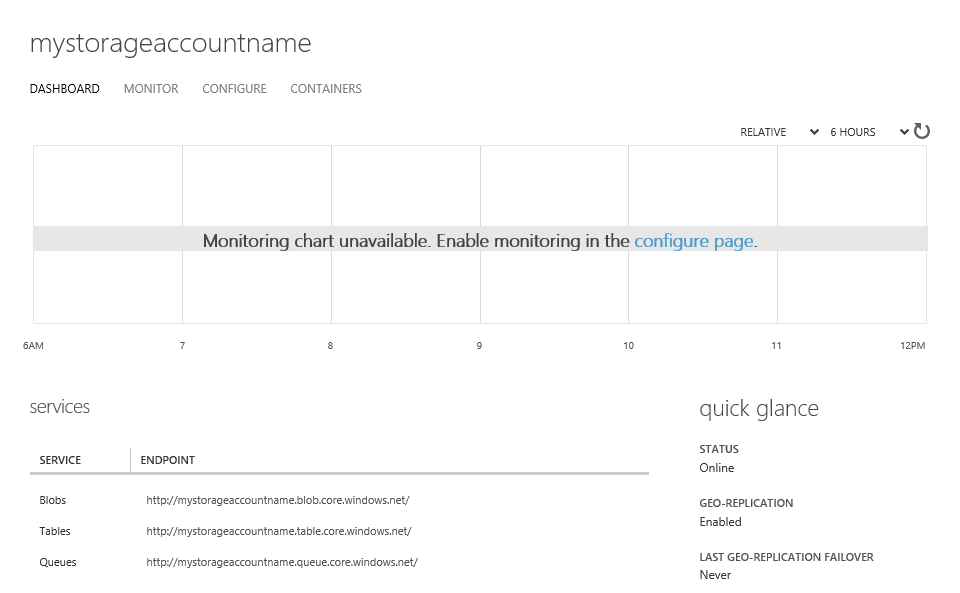 mystorageaccountname
DASHBOARD MONITOR CONFIGURE CONTAINERS
RELATIVE 6 HOURS
Monitoring chart unavailable. Enable monitoring in the configure page.
6AM 7 8 9 10 11 12PM
services
SERVICE ENDPOINT
Blobs http://mystorageaccountname.blob.core.windows.net/
Tables http://mystorageaccountname.table.core.windows.net/
Queues http://mystorageaccountname.queue.core.windows.net/
quick glance
STATUS
Online
GEO-REPLICATION
Enabled
LAST GEO-REPLICATION FAILOVER
Never